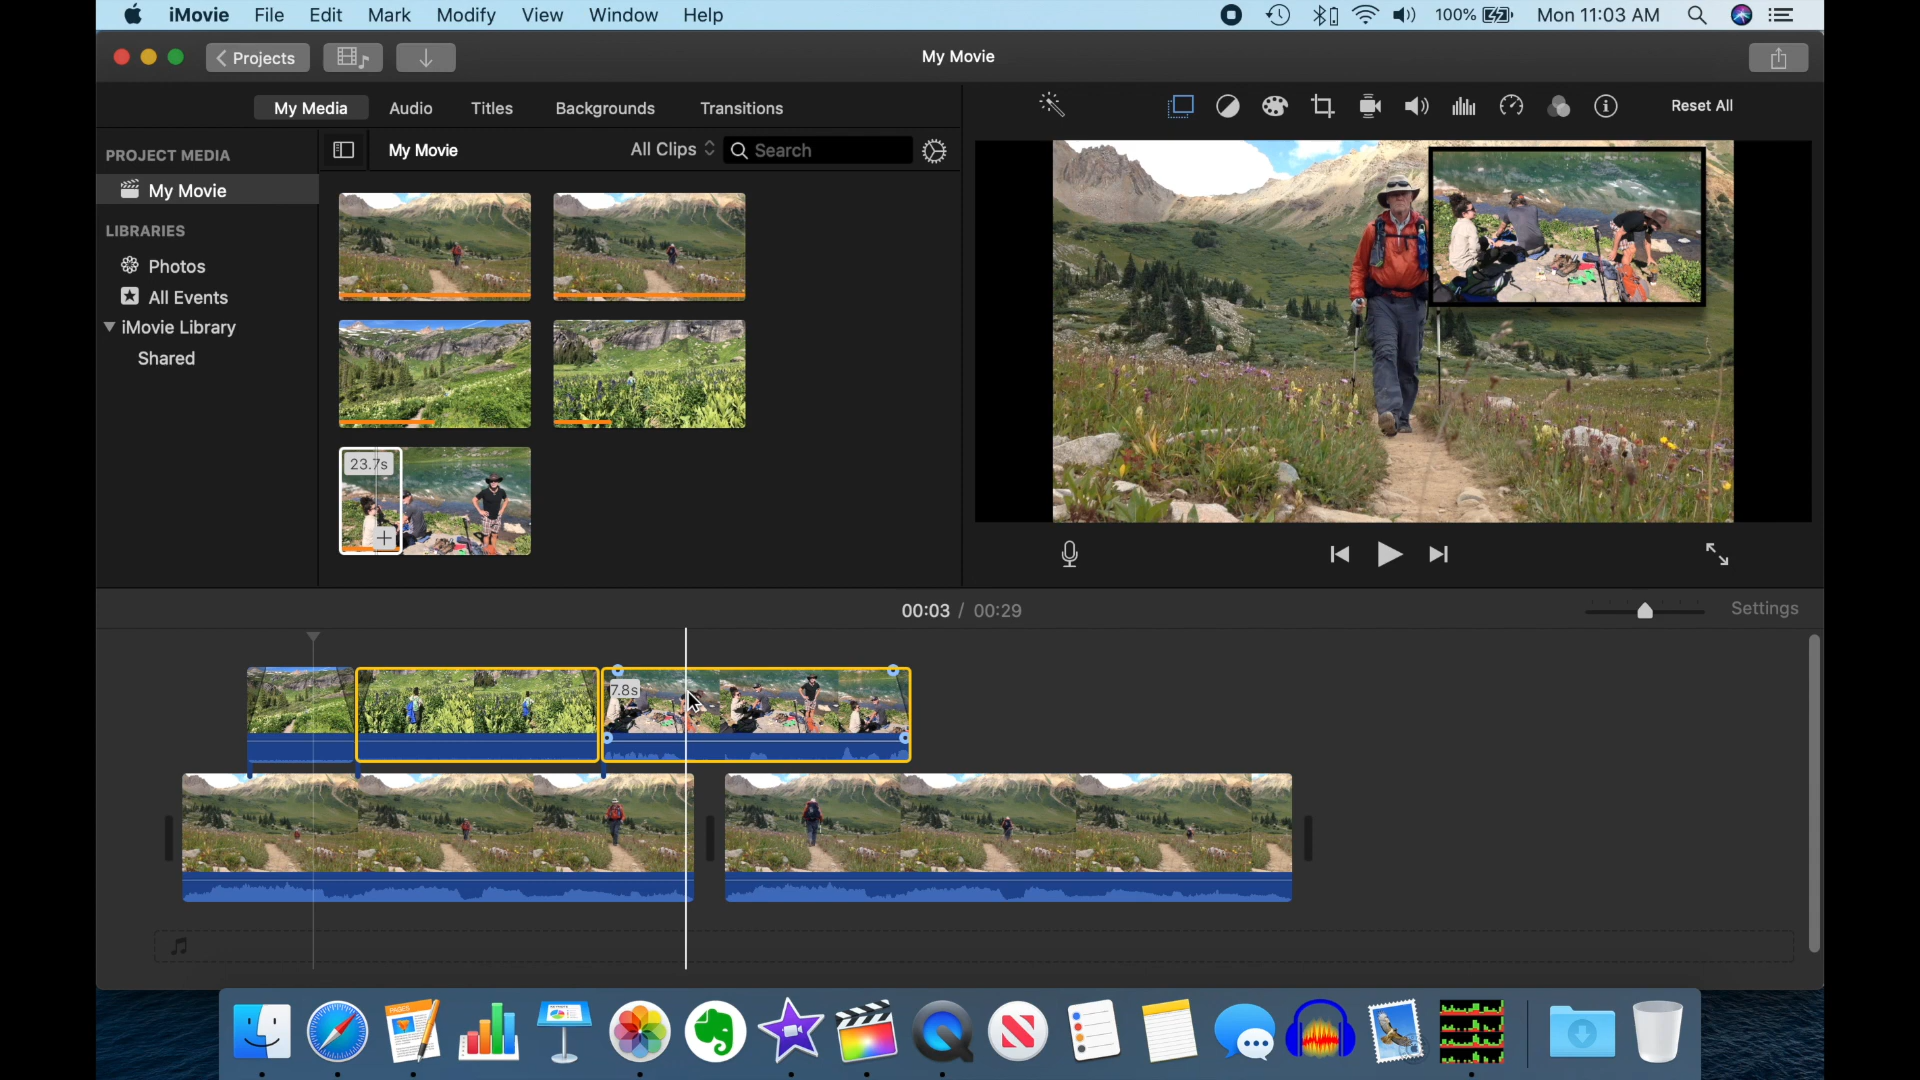 iMovie File Edit Mark Modify View Window Help 100% Mon 11:03 AM
Projects My Movie
My Media Audio Titles Backgrounds Transitions Reset All
PROJECT MEDIA My Movie All Clips Search
My Movie
LIBRARIES
Photos
All Events
iMovie Library
Shared
23.7s
00:03 / 00:29 Settings
7.8s
PAGES